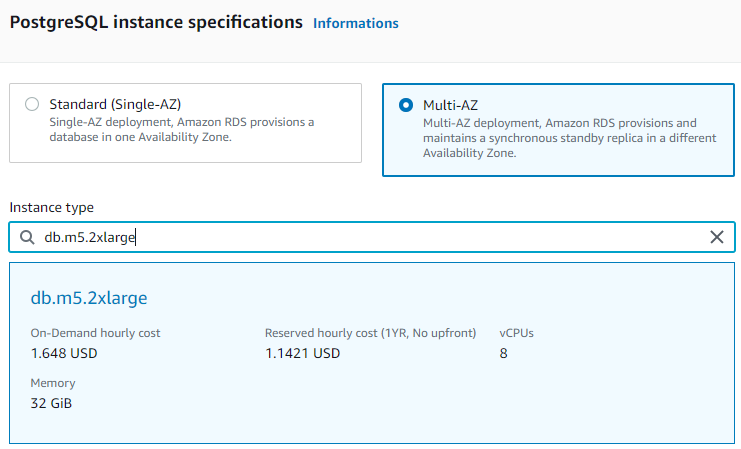 PostgreSQL instance specifications Informations
Standard (Single-AZ)
Single-AZ deployment, Amazon RDS provisions a
database in one Availability Zone.
Multi-AZ
Multi-AZ deployment, Amazon RDS provisions and
maintains a synchronous standby replica in a different
Availability Zone.
Instance type
db.m5.2xlarge
db.m5.2xlarge
On-Demand hourly cost
1.648 USD
Reserved hourly cost (1YR, No upfront)
1.1421 USD
vCPUs
8
Memory
32 GiB